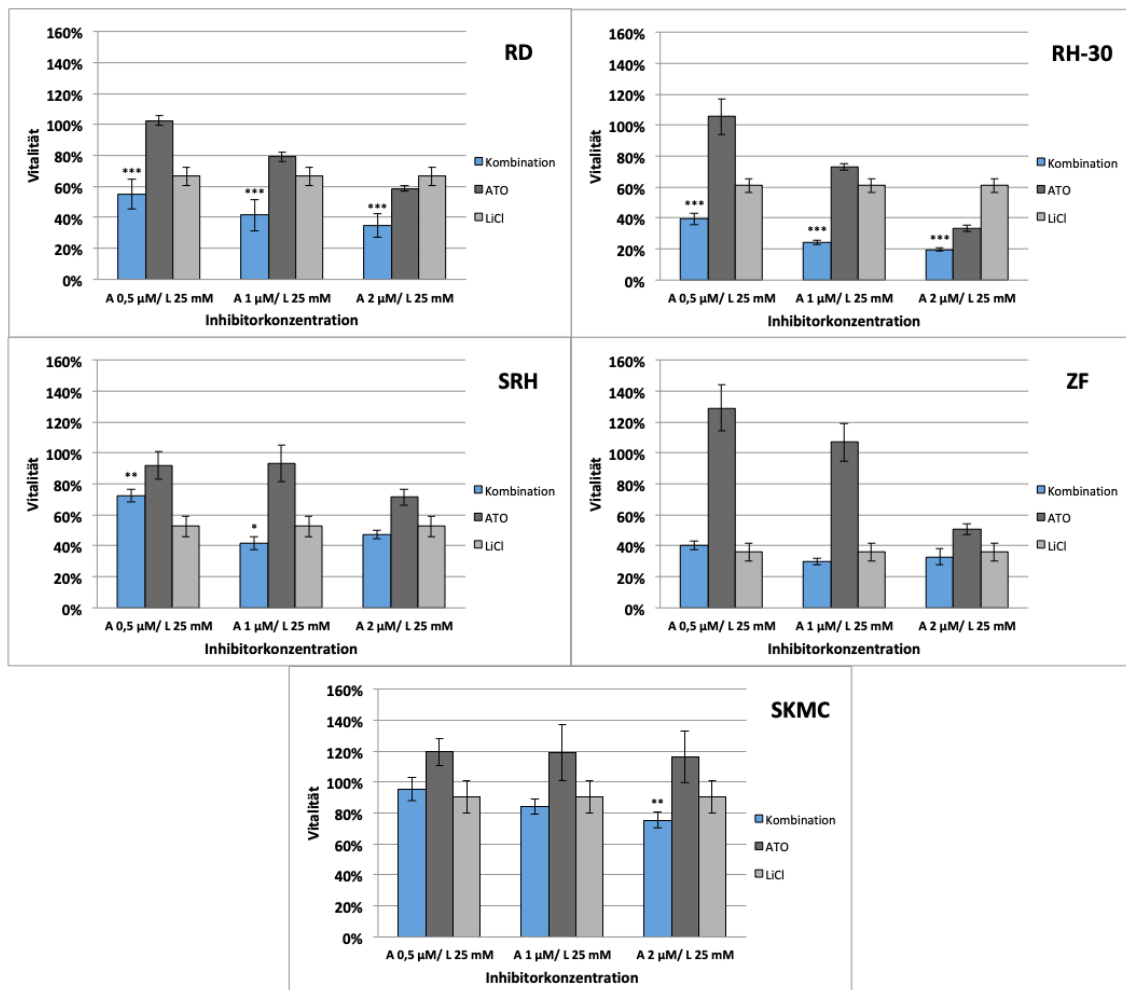 RD
160%
140%
120%
100%
80%
60%
40%
20%
0%
Vitalität
***
***
***
Kombination
ATO
LiCl
A 0,5 µM/ L 25 mM A 1 µM/ L 25 mM A 2 µM/ L 25 mM
Inhibitorkonzentration
RH-30
160%
140%
120%
100%
80%
60%
40%
20%
0%
Vitalität
***
***
***
Kombination
ATO
LiCl
A 0,5 µM/ L 25 mM A 1 µM/ L 25 mM A 2 µM/ L 25 mM
Inhibitorkonzentration
SRH
160%
140%
120%
100%
80%
60%
40%
20%
0%
Vitalität
**
*
Kombination
ATO
LiCl
A 0,5 µM/ L 25 mM A 1 µM/ L 25 mM A 2 µM/ L 25 mM
Inhibitorkonzentration
ZF
160%
140%
120%
100%
80%
60%
40%
20%
0%
Vitalität
Kombination
ATO
LiCl
A 0,5 µM/ L 25 mM A 1 µM/ L 25 mM A 2 µM/ L 25 mM
Inhibitorkonzentration
SKMC
160%
140%
120%
100%
80%
60%
40%
20%
0%
Vitalität
**
Kombination
ATO
LiCl
A 0,5 µM/ L 25 mM A 1 µM/ L 25 mM A 2 µM/ L 25 mM
Inhibitorkonzentration